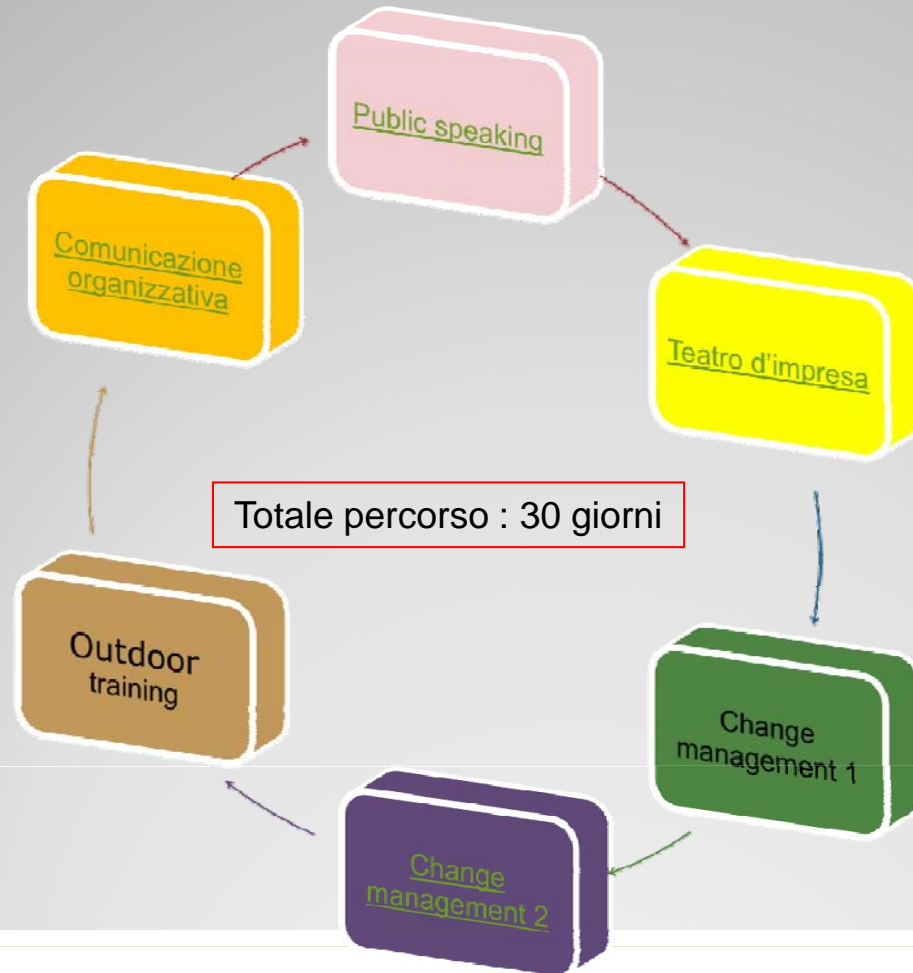 Public speaking
Comunicazione
organizzativa
Teatro d'impresa
Totale percorso : 30 giorni
Outdoor
training
Change
management 1
Change
management 2